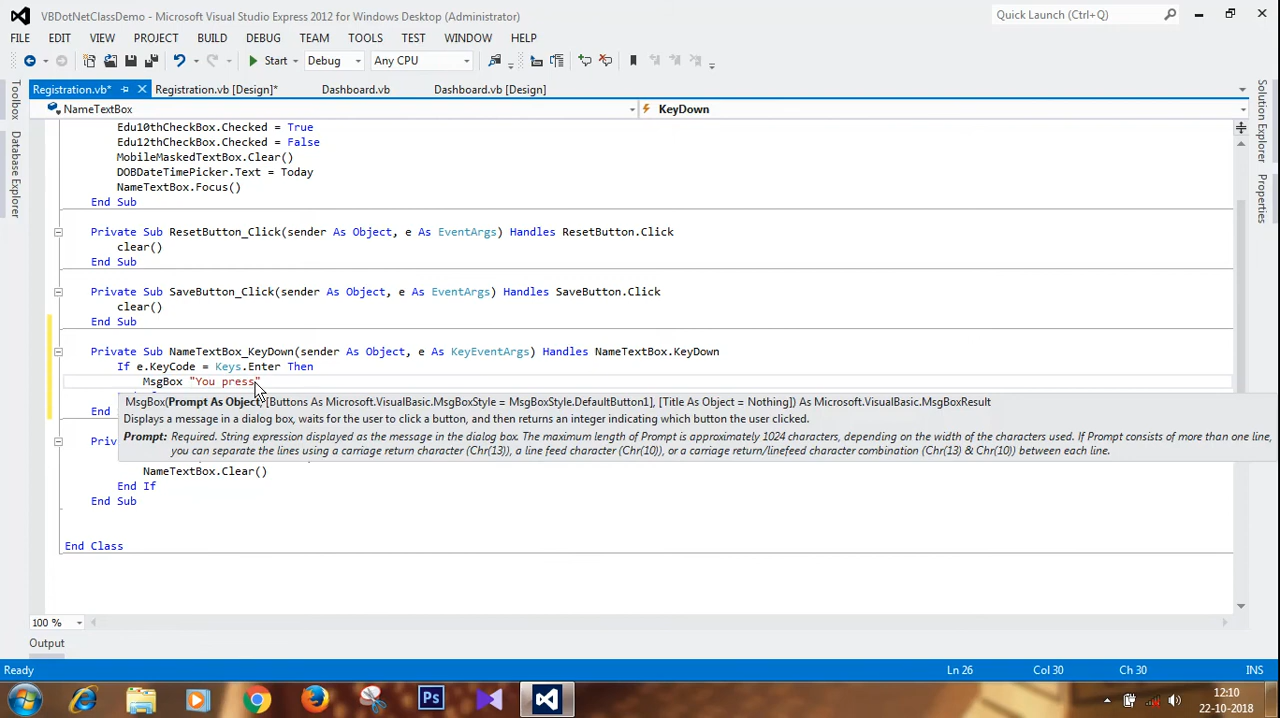 VBDotNetClassDemo - Microsoft Visual Studio Express 2012 for Windows Desktop (Administrator)
Quick Launch (Ctrl+Q)
FILE EDIT VIEW PROJECT BUILD DEBUG TEAM TOOLS TEST WINDOW HELP
Start Debug Any CPU
Registration.vb* Registration.vb [Design]* Dashboard.vb Dashboard.vb [Design]
NameTextBox KeyDown
Toolbox
Database Explorer
Solution Explorer
Properties
Edu10thCheckBox.Checked = True
Edu12thCheckBox.Checked = False
MobileMaskedTextBox.Clear()
DOBDateTimePicker.Text = Today
NameTextBox.Focus()
End Sub
Private Sub ResetButton_Click(sender As Object, e As EventArgs) Handles ResetButton.Click
clear()
End Sub
Private Sub SaveButton_Click(sender As Object, e As EventArgs) Handles SaveButton.Click
clear()
End Sub
Private Sub NameTextBox_KeyDown(sender As Object, e As KeyEventArgs) Handles NameTextBox.KeyDown
If e.KeyCode = Keys.Enter Then
MsgBox "You press"
MsgBox(Prompt As Object, [Buttons As Microsoft.VisualBasic.MsgBoxStyle = MsgBoxStyle.DefaultButton1], [Title As Object = Nothing]) As Microsoft.VisualBasic.MsgBoxResult
End
Displays a message in a dialog box, waits for the user to click a button, and then returns an integer indicating which button the user clicked.
Prompt: Required. String expression displayed as the message in the dialog box. The maximum length of Prompt is approximately 1024 characters, depending on the width of the characters used. If Prompt consists of more than one line,
you can separate the lines using a carriage return character (Chr(13)), a line feed character (Chr(10)), or a carriage return/linefeed character combination (Chr(13) & Chr(10)) between each line.
Priv
NameTextBox.Clear()
End If
End Sub
End Class
100 %
Output
Ready Ln 26 Col 30 Ch 30 INS
Ps
12:10
22-10-2018